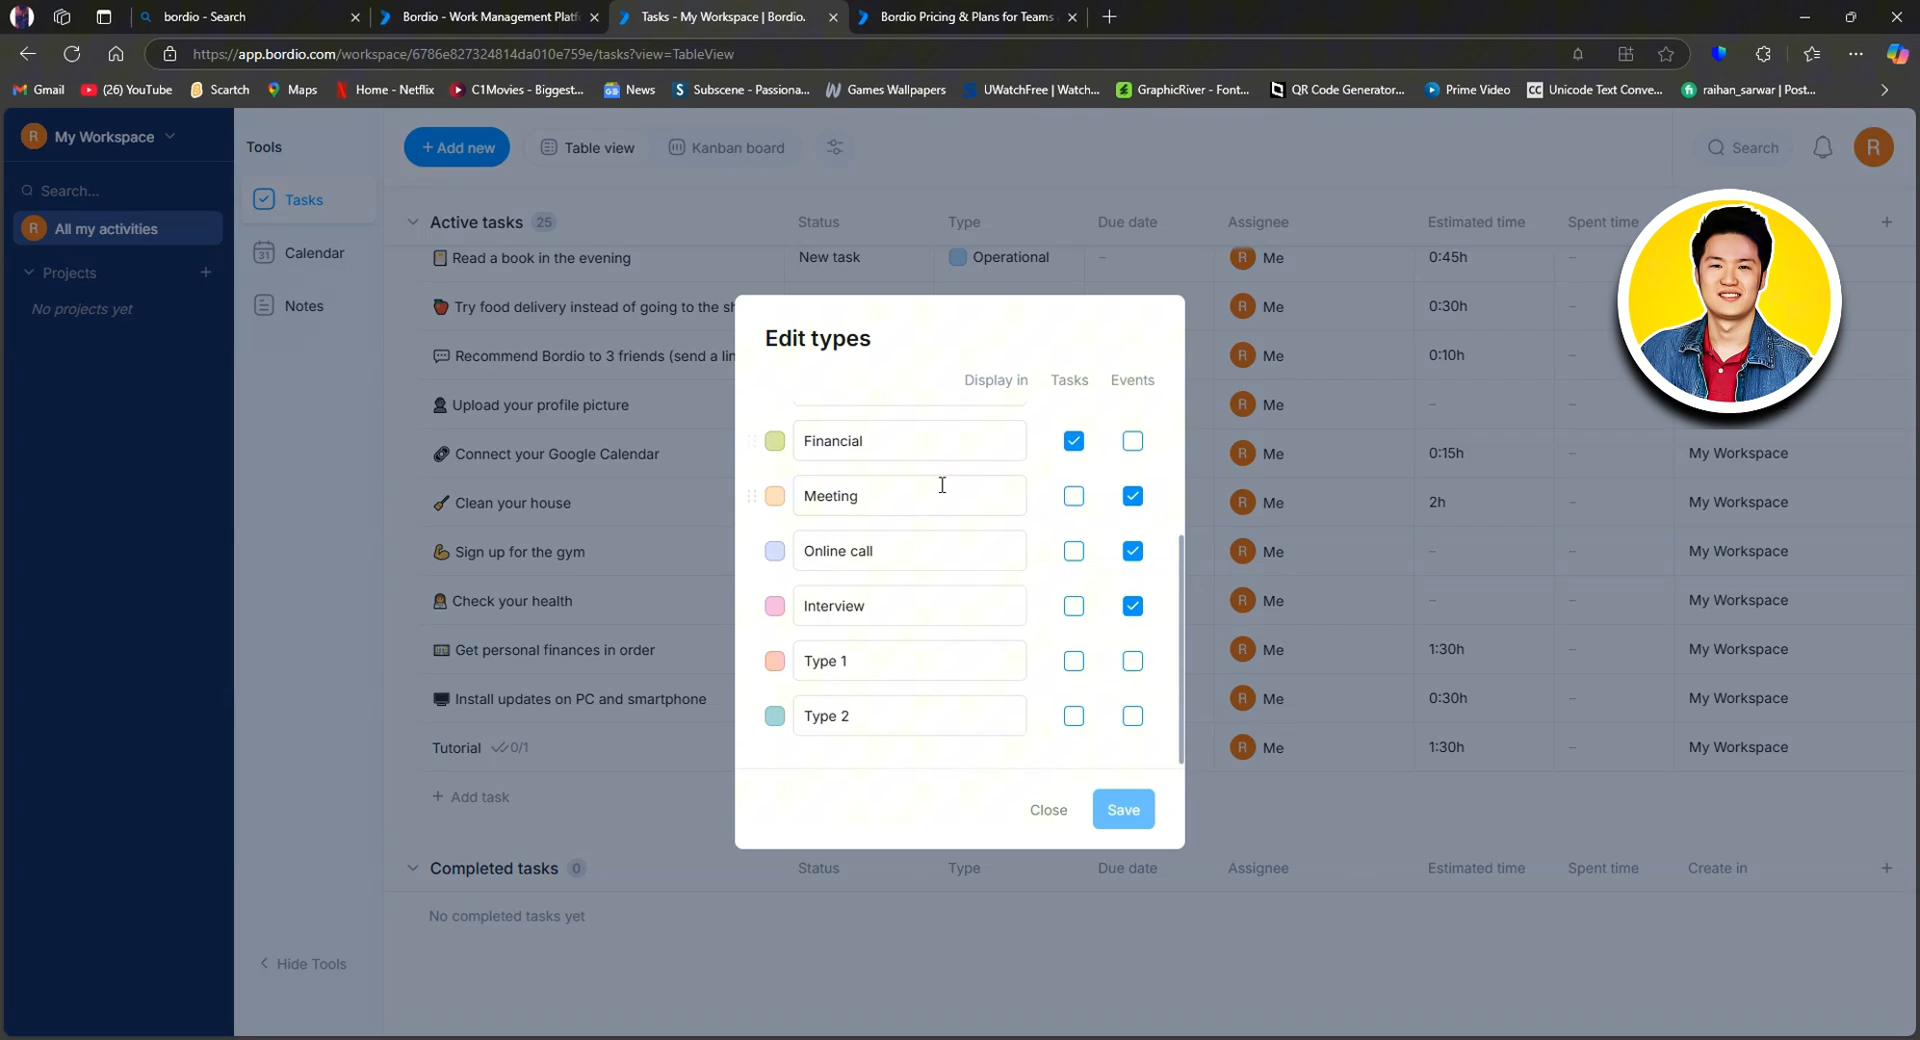 bordio - Search
Bordio - Work Management Platf
Tasks - My Workspace | Bordio.
Bordio Pricing & Plans for Teams
https://app.bordio.com/workspace/6786e827324814da010e759e/tasks?view=TableView
Gmail
(26) YouTube
Scartch
Maps
Home - Netflix
C1Movies - Biggest...
News
Subscene - Passiona...
Games Wallpapers
UWatchFree | Watch...
GraphicRiver - Font...
QR Code Generator...
Prime Video
Unicode Text Conve...
raihan_sarwar | Post...
R My Workspace
Search...
R All my activities
Projects +
No projects yet
Tools
Tasks
31 Calendar
Notes
Hide Tools
+ Add new
Table view
Kanban board
Search
R
Active tasks 25 Status Type Due date Assignee Estimated time Spent time +
Read a book in the evening New task Operational – R Me 0:45h –
Try food delivery instead of going to the sh R Me 0:30h –
Recommend Bordio to 3 friends (send a lin R Me 0:10h –
Upload your profile picture R Me – –
Connect your Google Calendar R Me 0:15h – My Workspace
Clean your house R Me 2h – My Workspace
Sign up for the gym R Me – – My Workspace
Check your health R Me – – My Workspace
Get personal finances in order R Me 1:30h – My Workspace
Install updates on PC and smartphone R Me 0:30h – My Workspace
Tutorial 0/1 R Me 1:30h – My Workspace
+ Add task
Completed tasks 0 Status Type Due date Assignee Estimated time Spent time Create in +
No completed tasks yet
Edit types
Display in Tasks Events
Financial
Meeting
Online call
Interview
Type 1
Type 2
Close Save